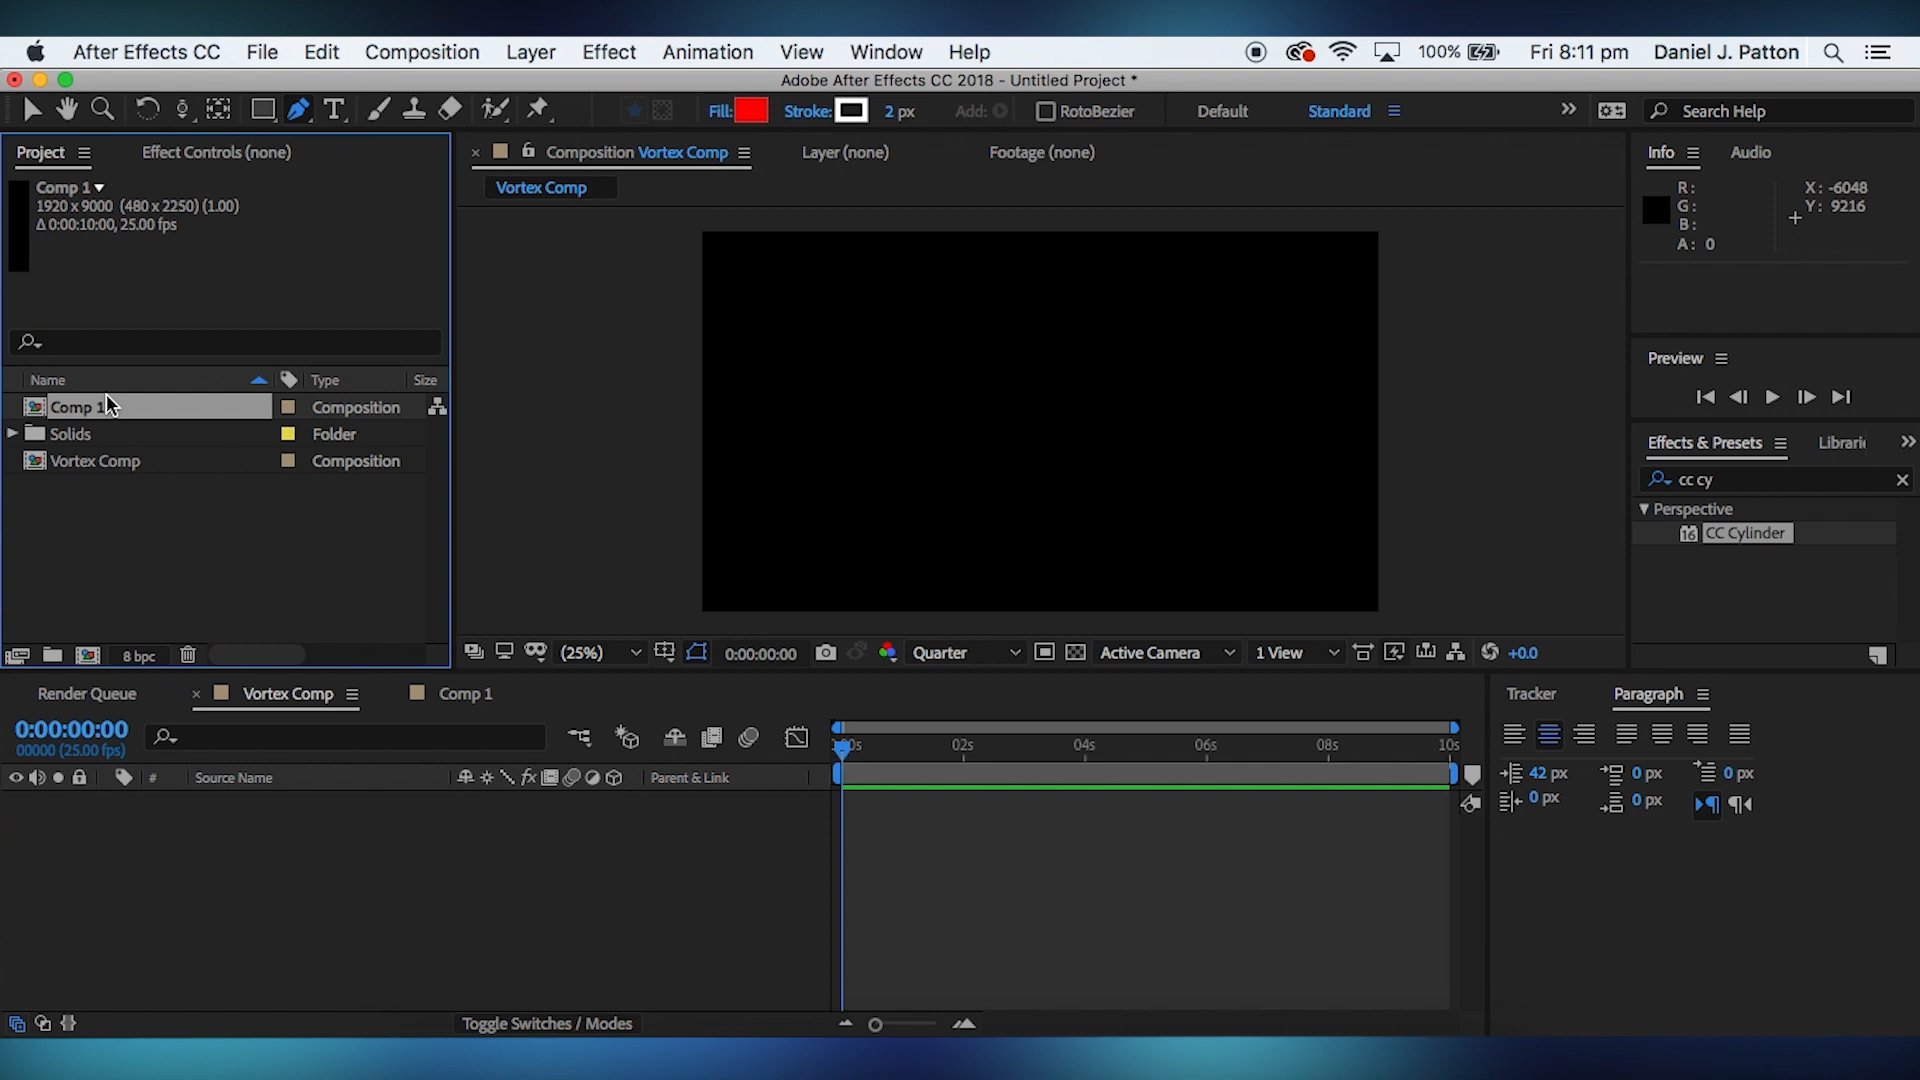 After Effects CC File Edit Composition Layer Effect Animation View Window Help 100% Fri 8:11 pm Daniel J. Patton
Adobe After Effects CC 2018 - Untitled Project *
Fill: Stroke: 2 px Add: RotoBezier Default Standard Search Help
Project Effect Controls (none)
Comp 1
1920 x 9000 (480 x 2250) (1.00)
Δ 0:00:10:00, 25.00 fps
Name Type Size
Comp 1 Composition
Solids Folder
Vortex Comp Composition
8 bpc
Composition Vortex Comp Layer (none) Footage (none)
Vortex Comp
(25%) 0:00:00:00 Quarter Active Camera 1 View +0.0
Info Audio
R: X: -6048
G: Y: 9216
B:
A: 0
Preview
Effects & Presets Librari
cc cy
Perspective
16 CC Cylinder
Render Queue Vortex Comp Comp 1
0:00:00:00
00000 (25.00 fps)
# Source Name fx Parent & Link
02s 04s 06s 08s 10s
Toggle Switches / Modes
Tracker Paragraph
42 px 0 px 0 px
0 px 0 px